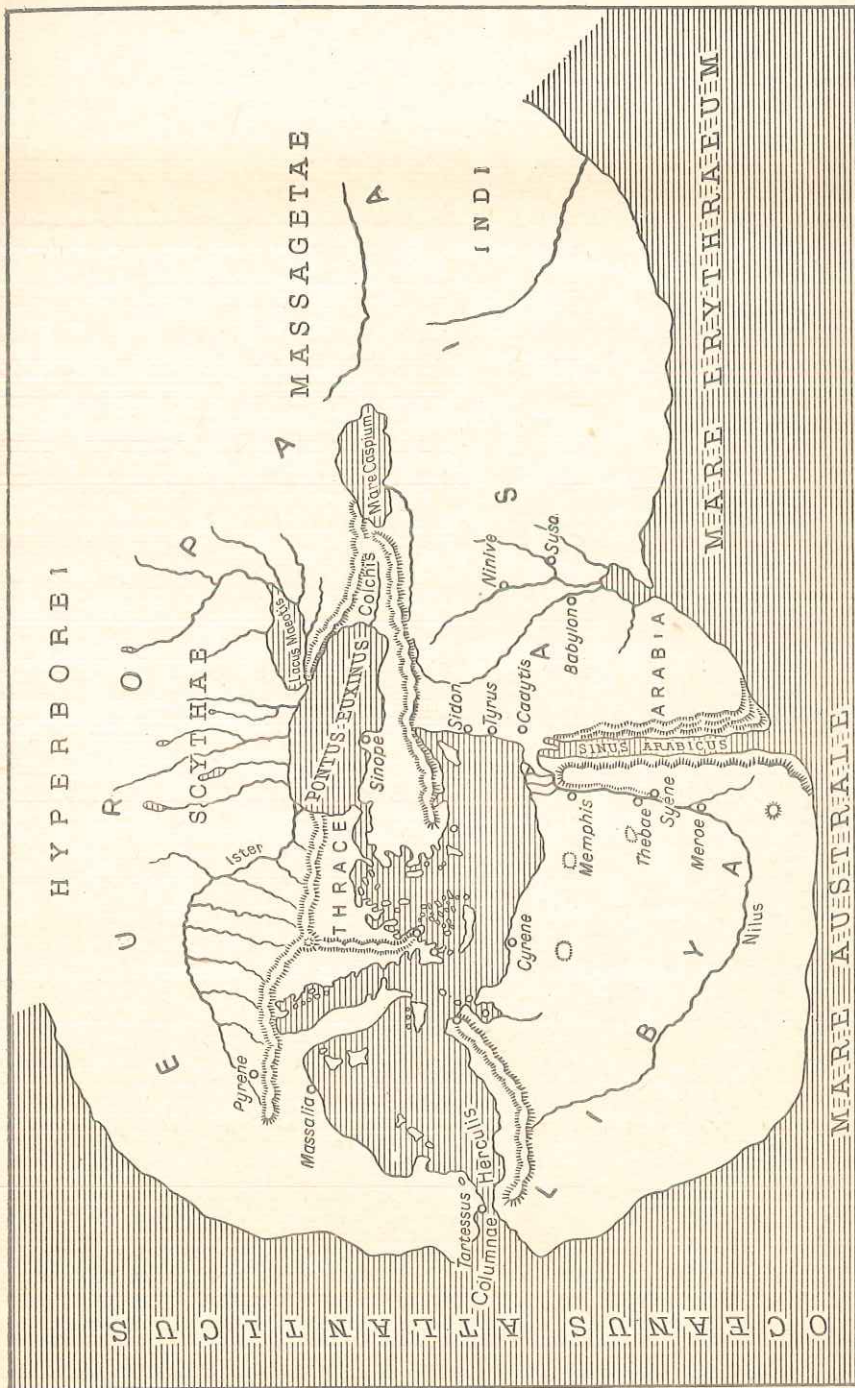 HYPERBOREI
EUROPA
SCYTHAE
MASSAGETAE
ASIA
INDI
Pyrene
Ister
Lacus Maeotis
PONTUS EUXINUS
Colchis
Mare Caspium
Massalia
THRACE
Sinope
Tartessus
Columnae Herculis
Sidon
Tyrus
Cadytis
Ninive
Susa
Babylon
ARABIA
SINUS ARABICUS
Cyrene
Memphis
Thebae
Syëne
Meroe
Nilus
LIBYA
OCEANUS ATLANTICUS
MARE AUSTRALE
MARE ERYTHRAEUM